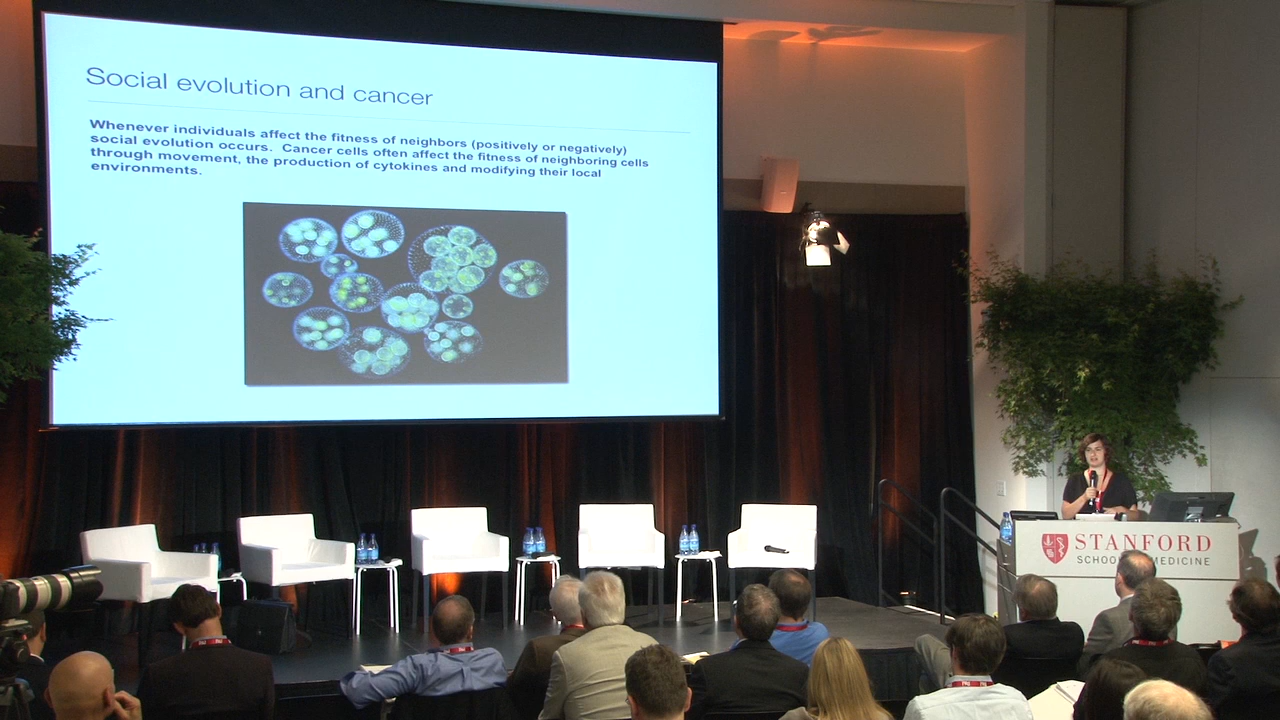 Social evolution and cancer
Whenever individuals affect the fitness of neighbors (positively or negatively)
social evolution occurs. Cancer cells often affect the fitness of neighboring cells
through movement, the production of cytokines and modifying their local
environments.
STANFORD
SCHOOL MEDICINE